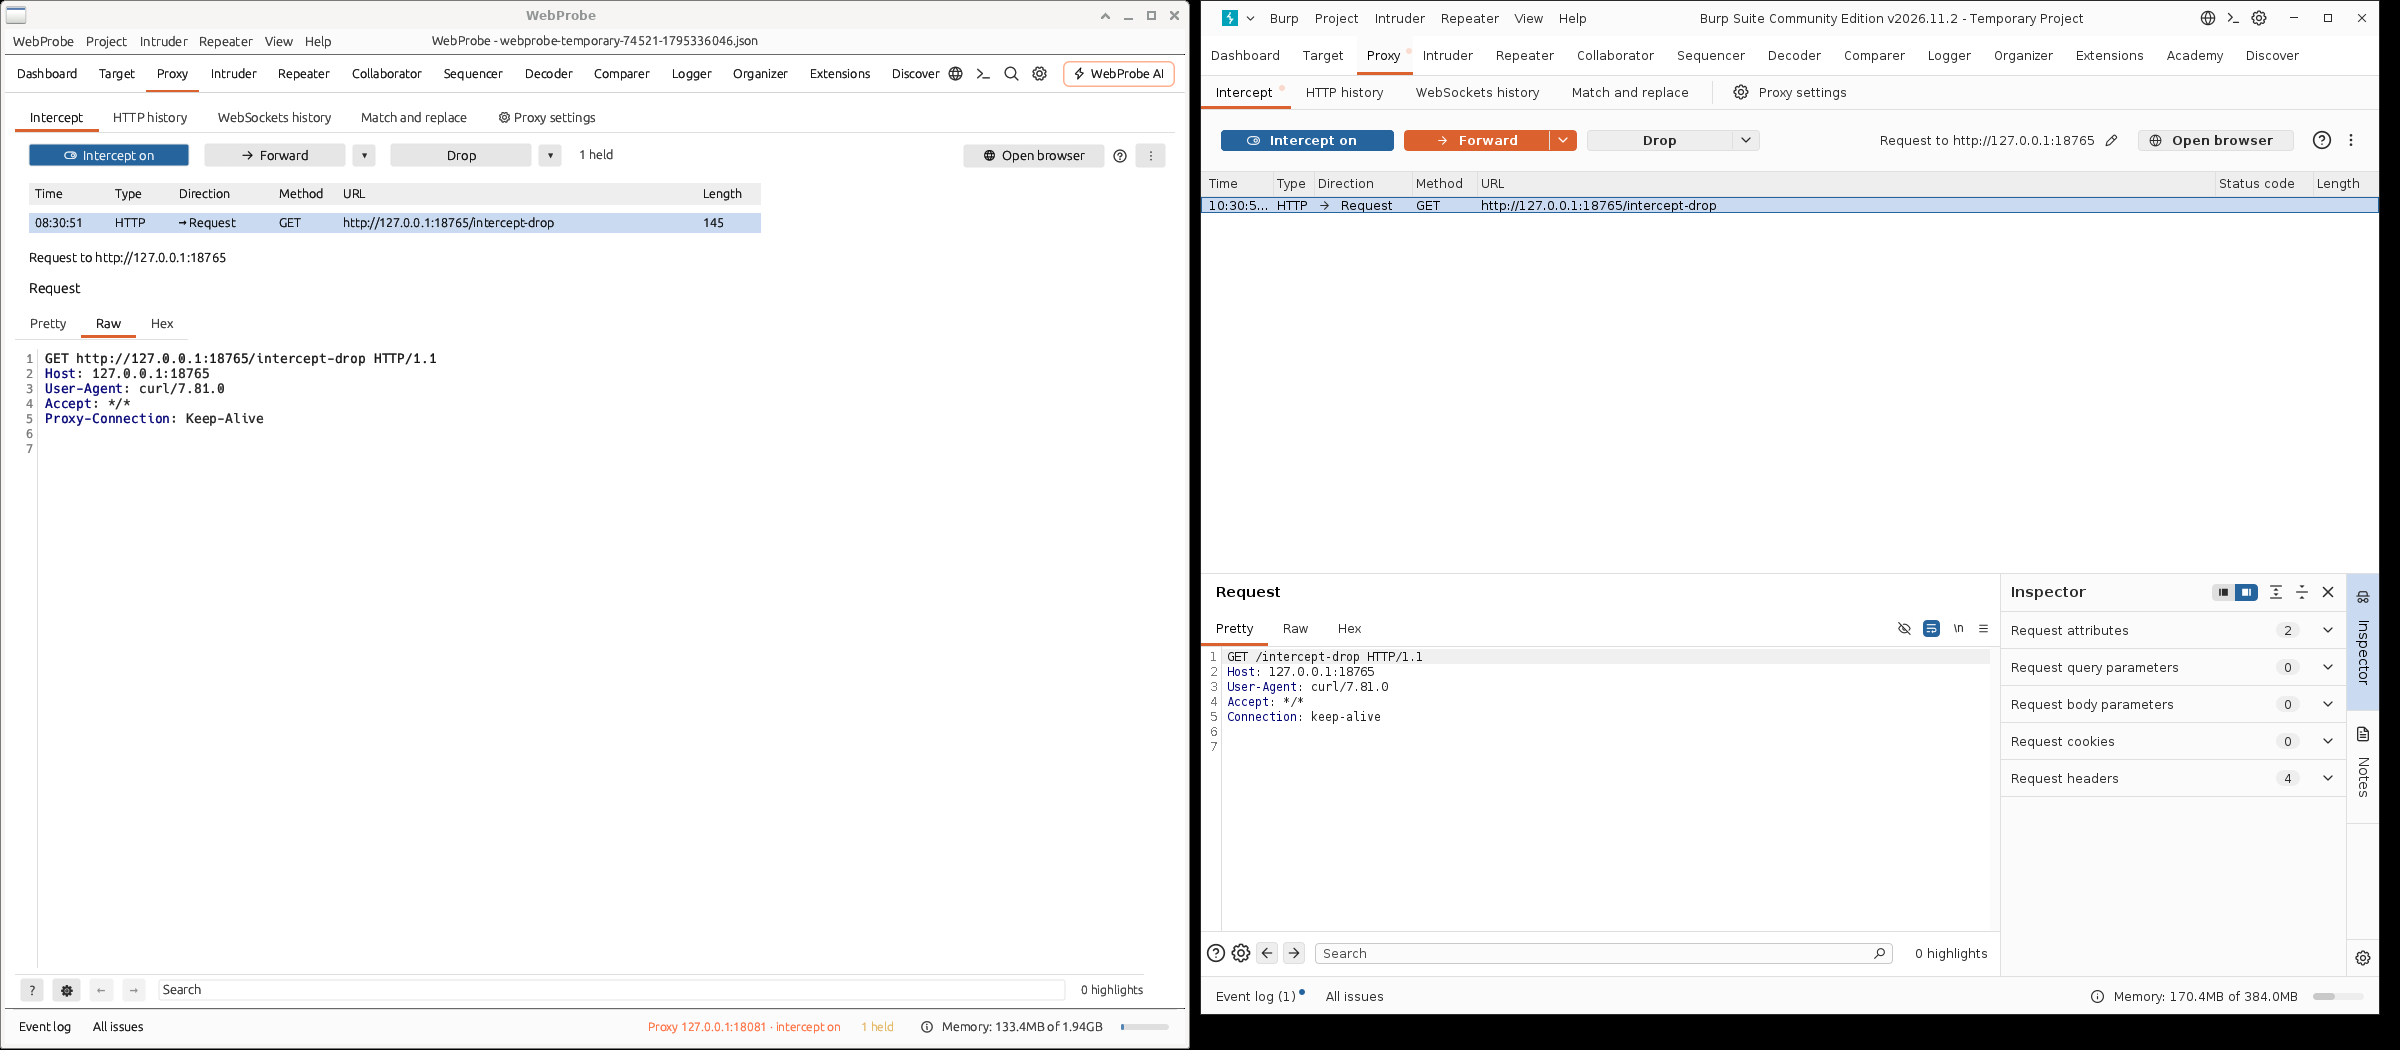 WebProbe
WebProbe Project Intruder Repeater View Help WebProbe - webprobe-temporary-74521-1795336046.json
Dashboard Target Proxy Intruder Repeater Collaborator Sequencer Decoder Comparer Logger Organizer Extensions Discover WebProbe AI
Intercept HTTP history WebSockets history Match and replace Proxy settings
Intercept on Forward Drop 1 held Open browser
Time Type Direction Method URL Length
08:30:51 HTTP →Request GET http://127.0.0.1:18765/intercept-drop 145
Request to http://127.0.0.1:18765
Request
Pretty Raw Hex
1 GET http://127.0.0.1:18765/intercept-drop HTTP/1.1
2 Host: 127.0.0.1:18765
3 User-Agent: curl/7.81.0
4 Accept: */*
5 Proxy-Connection: Keep-Alive
6
7
? Search 0 highlights
Event log All issues Proxy 127.0.0.1:18081 · intercept on 1 held Memory: 133.4MB of 1.94GB
Burp Project Intruder Repeater View Help Burp Suite Community Edition v2026.11.2 - Temporary Project
Dashboard Target Proxy Intruder Repeater Collaborator Sequencer Decoder Comparer Logger Organizer Extensions Academy Discover
Intercept HTTP history WebSockets history Match and replace Proxy settings
Intercept on Forward Drop Request to http://127.0.0.1:18765 Open browser
Time Type Direction Method URL Status code Length
10:30:5... HTTP → Request GET http://127.0.0.1:18765/intercept-drop
Request
Pretty Raw Hex \n
1 GET /intercept-drop HTTP/1.1
2 Host: 127.0.0.1:18765
3 User-Agent: curl/7.81.0
4 Accept: */*
5 Connection: keep-alive
6
7
Search 0 highlights
Inspector
Request attributes 2
Request query parameters 0
Request body parameters 0
Request cookies 0
Request headers 4
Inspector
Notes
Event log (1) All issues Memory: 170.4MB of 384.0MB